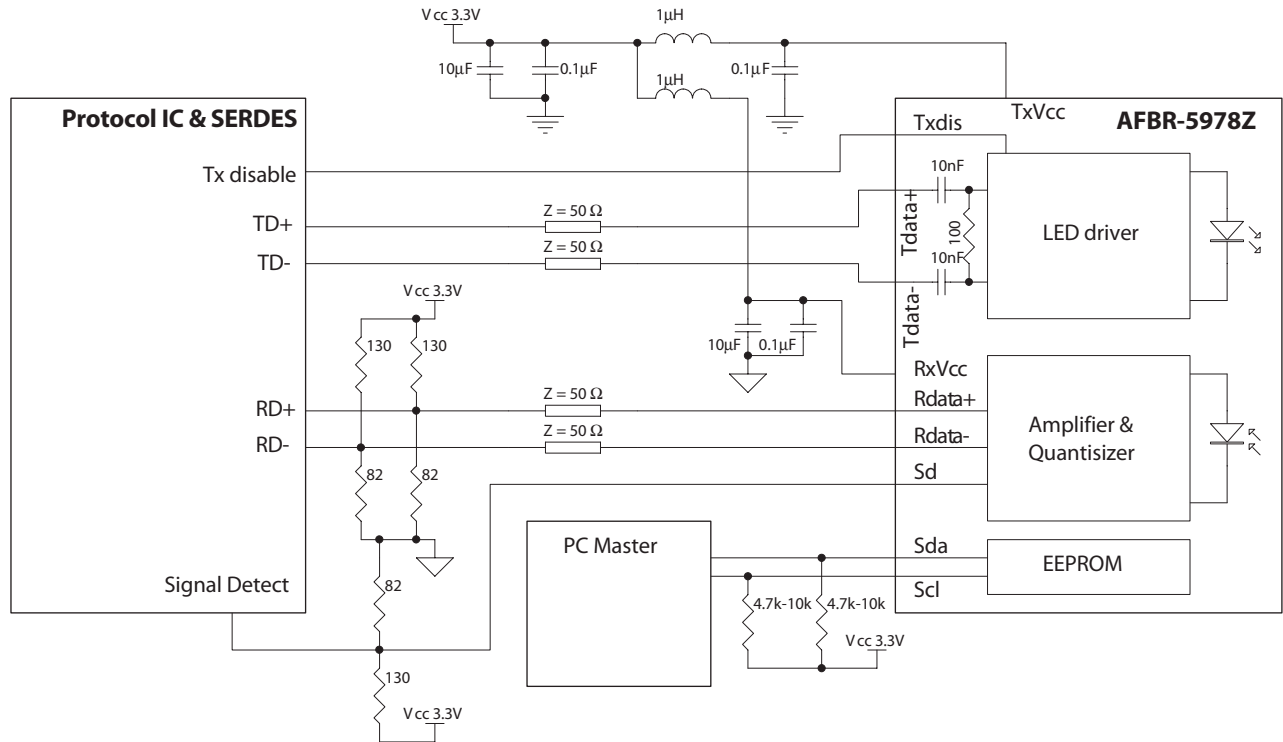 Vcc 3.3V
1µH
10µF
0.1µF
1µH
0.1µF
Protocol IC & SERDES
TxVcc
AFBR-5978Z
Txdis
Tx disable
10nF
TD+
Z = 50 Ω
Tdata+
100
LED driver
TD-
Z = 50 Ω
10nF
Tdata-
Vcc 3.3V
130
130
10µF
0.1µF
RxVcc
RD+
Z = 50 Ω
Rdata+
Amplifier &
Quantisizer
RD-
Z = 50 Ω
Rdata-
82
82
Sd
PC Master
Sda
EEPROM
Scl
Signal Detect
82
4.7k-10k
4.7k-10k
Vcc 3.3V
130
Vcc 3.3V